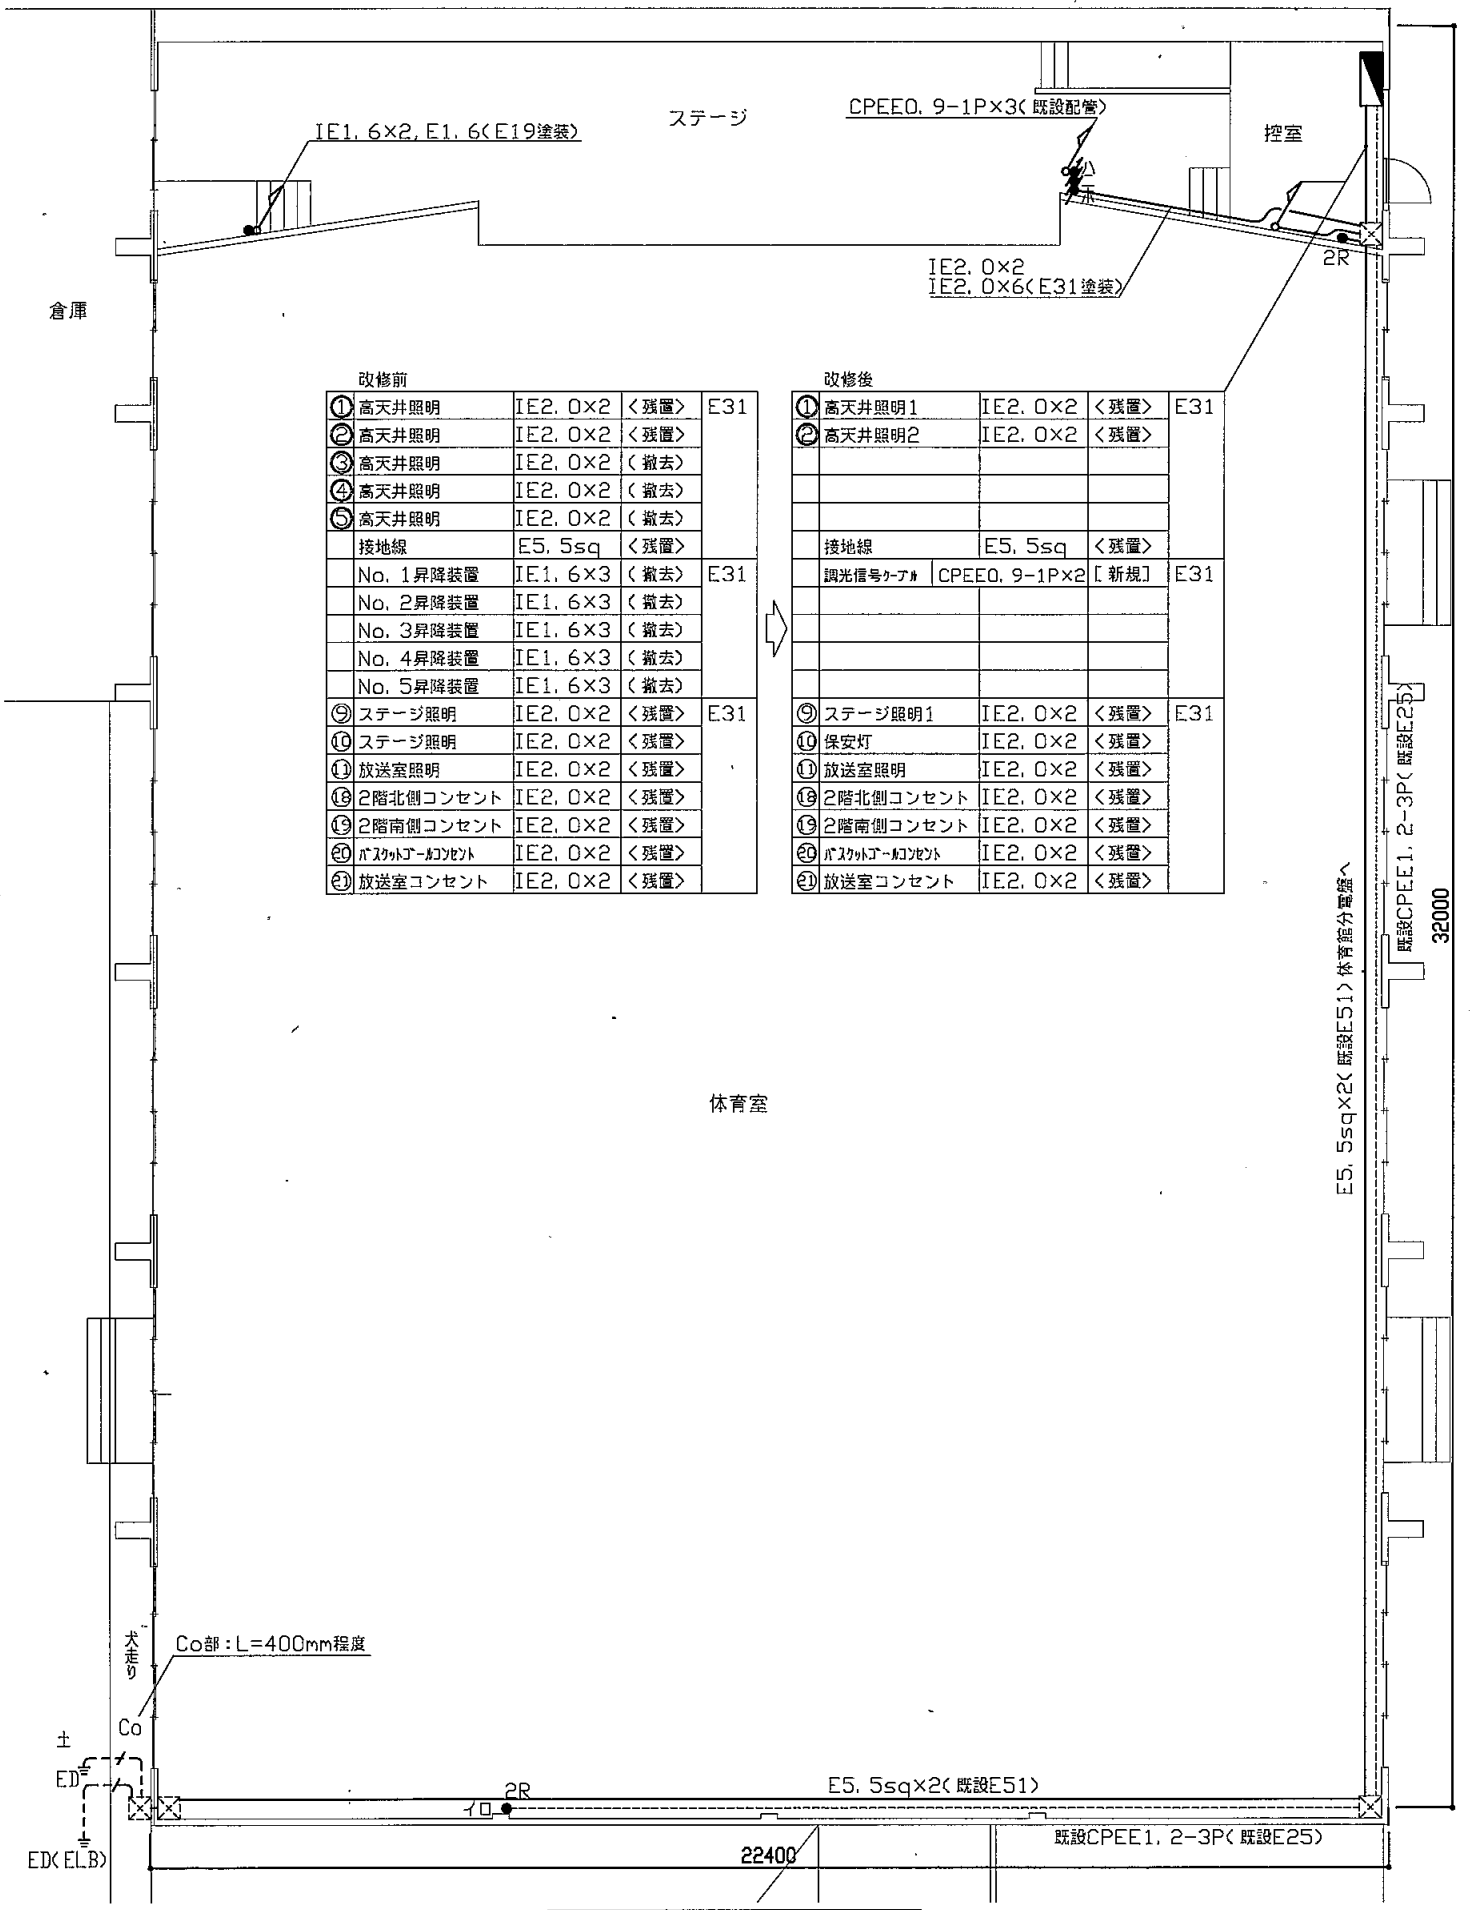 ステージ
CPEE0.9-1P×3(既設配管)
IE1.6×2,E1.6(E19塗装)
控室
公
ホ
2R
IE2.0×2
IE2.0×6(E31塗装)
倉庫
改修前
① 高天井照明 IE2.0×2 <残置> E31
② 高天井照明 IE2.0×2 <残置>
③ 高天井照明 IE2.0×2 (撤去)
④ 高天井照明 IE2.0×2 (撤去)
⑤ 高天井照明 IE2.0×2 (撤去)
接地線 E5.5sq <残置>
No.1昇降装置 IE1.6×3 (撤去) E31
No.2昇降装置 IE1.6×3 (撤去)
No.3昇降装置 IE1.6×3 (撤去)
No.4昇降装置 IE1.6×3 (撤去)
No.5昇降装置 IE1.6×3 (撤去)
⑨ ステージ照明 IE2.0×2 <残置> E31
⑩ ステージ照明 IE2.0×2 <残置>
⑪ 放送室照明 IE2.0×2 <残置>
⑱ 2階北側コンセント IE2.0×2 <残置>
⑲ 2階南側コンセント IE2.0×2 <残置>
⑳ バスケットゴールコンセント IE2.0×2 <残置>
㉑ 放送室コンセント IE2.0×2 <残置>
改修後
① 高天井照明1 IE2.0×2 <残置> E31
② 高天井照明2 IE2.0×2 <残置>
接地線 E5.5sq <残置>
調光信号ケーブル CPEE0.9-1P×2 [新規] E31
⑨ ステージ照明1 IE2.0×2 <残置> E31
⑩ 保安灯 IE2.0×2 <残置>
⑪ 放送室照明 IE2.0×2 <残置>
⑱ 2階北側コンセント IE2.0×2 <残置>
⑲ 2階南側コンセント IE2.0×2 <残置>
⑳ バスケットゴールコンセント IE2.0×2 <残置>
㉑ 放送室コンセント IE2.0×2 <残置>
既設CPEE1.2-3P(既設E25)
32000
E5.5sq×2(既設E51)体育館分電盤へ
体育室
犬走り
Co部:L=400mm程度
Co
土
ED
ED(ELB)
イロ
2R
E5.5sq×2(既設E51)
既設CPEE1.2-3P(既設E25)
22400